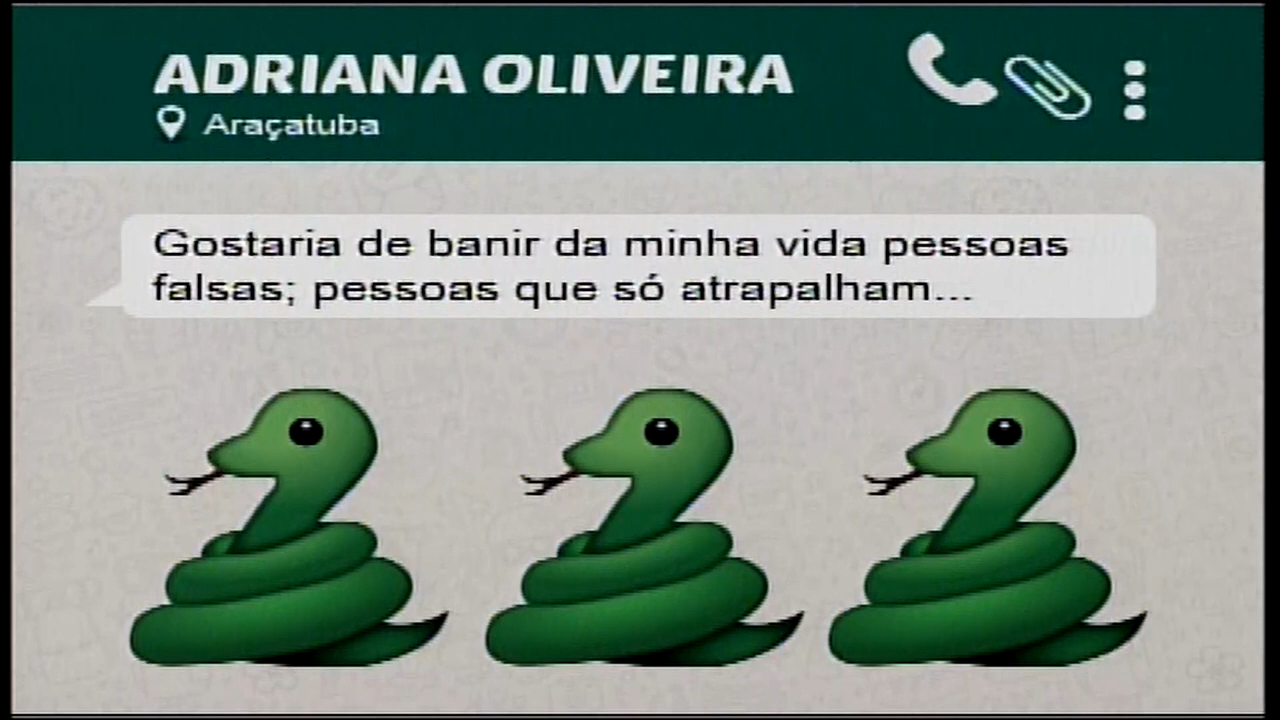 ADRIANA OLIVEIRA
Araçatuba
Gostaria de banir da minha vida pessoas
falsas; pessoas que só atrapalham...